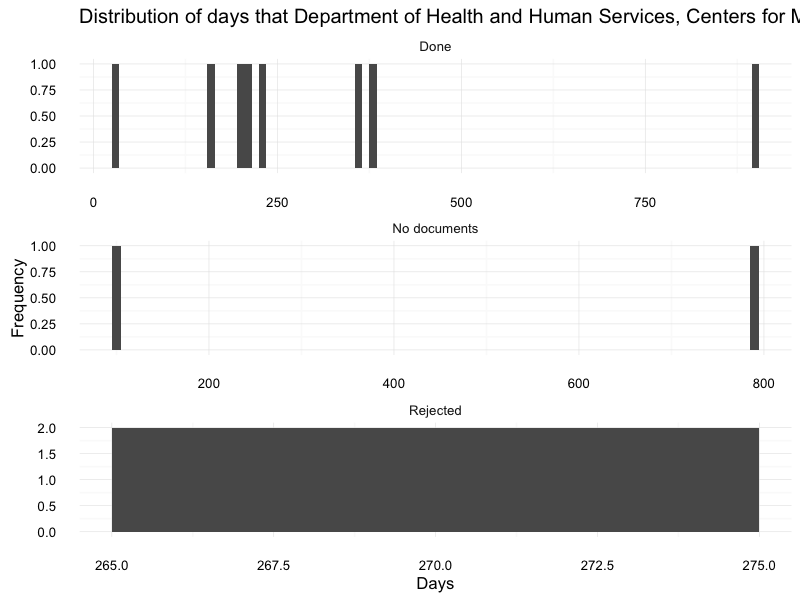 Distribution of days that Department of Health and Human Services, Centers for
Done
1.00
0.75
0.50
0.25
0.00
0 250 500 750
No documents
1.00
0.75
0.50
0.25
0.00
200 400 600 800
Rejected
2.0
1.5
1.0
0.5
0.0
265.0 267.5 270.0 272.5 275.0
Days
Frequency